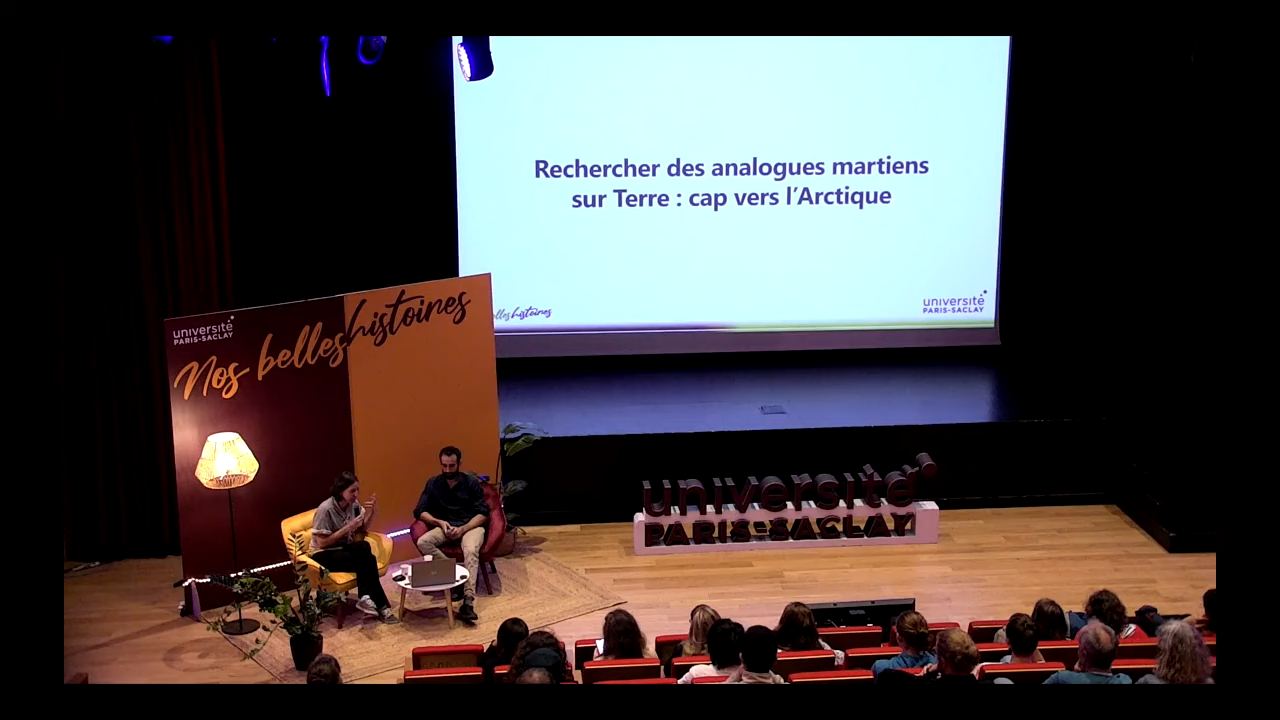 Rechercher des analogues martiens
sur Terre : cap vers l’Arctique
elles histoires
université
PARIS-SACLAY
université
PARIS-SACLAY
Nos belles histoires
université
PARIS-SACLAY